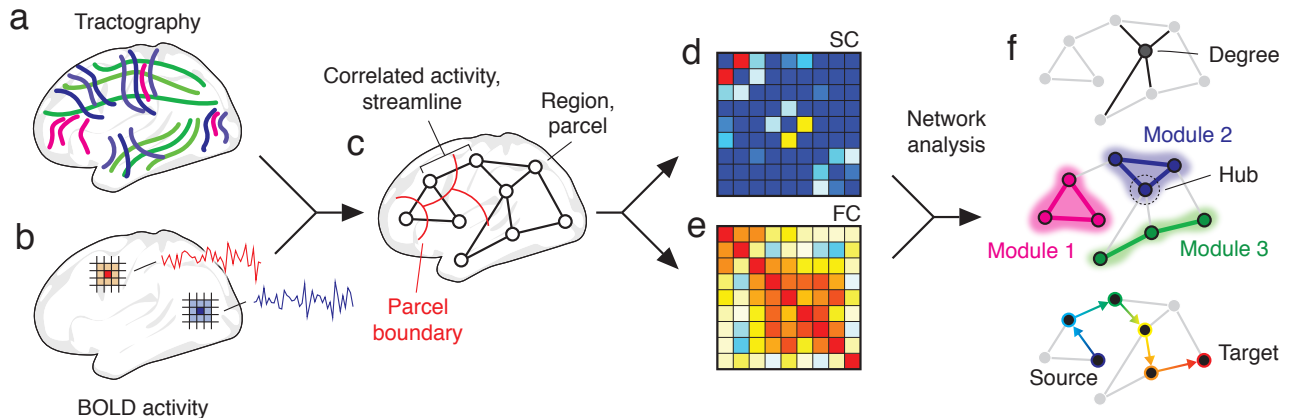 a
Tractography
b
BOLD activity
c
Correlated activity,
streamline
Region,
parcel
Parcel
boundary
d
SC
e
FC
Network
analysis
f
Degree
Module 2
Hub
Module 1
Module 3
Source
Target